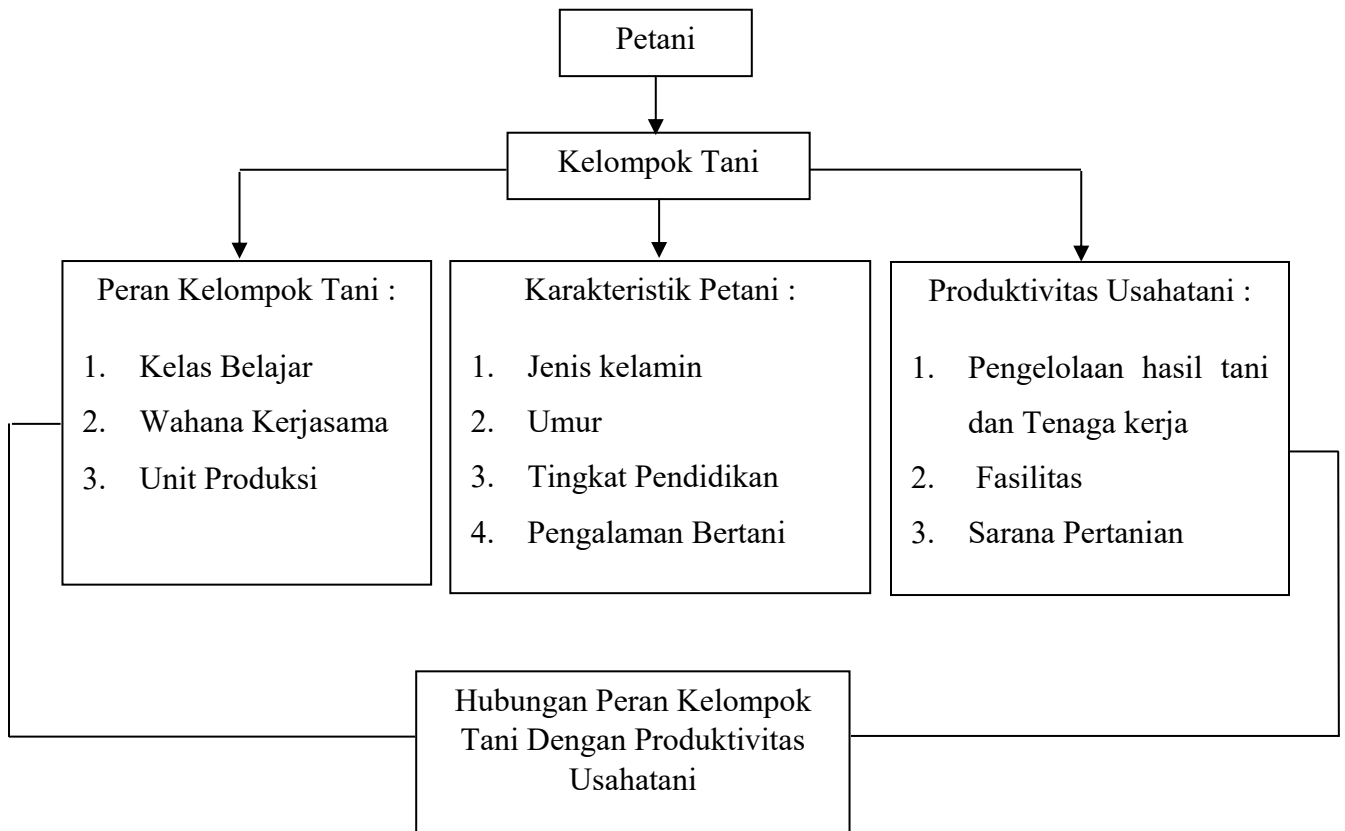 Petani
Kelompok Tani
Peran Kelompok Tani :
1. Kelas Belajar
2. Wahana Kerjasama
3. Unit Produksi
Karakteristik Petani :
1. Jenis kelamin
2. Umur
3. Tingkat Pendidikan
4. Pengalaman Bertani
Produktivitas Usahatani :
1. Pengelolaan hasil tani
dan Tenaga kerja
2. Fasilitas
3. Sarana Pertanian
Hubungan Peran Kelompok
Tani Dengan Produktivitas
Usahatani